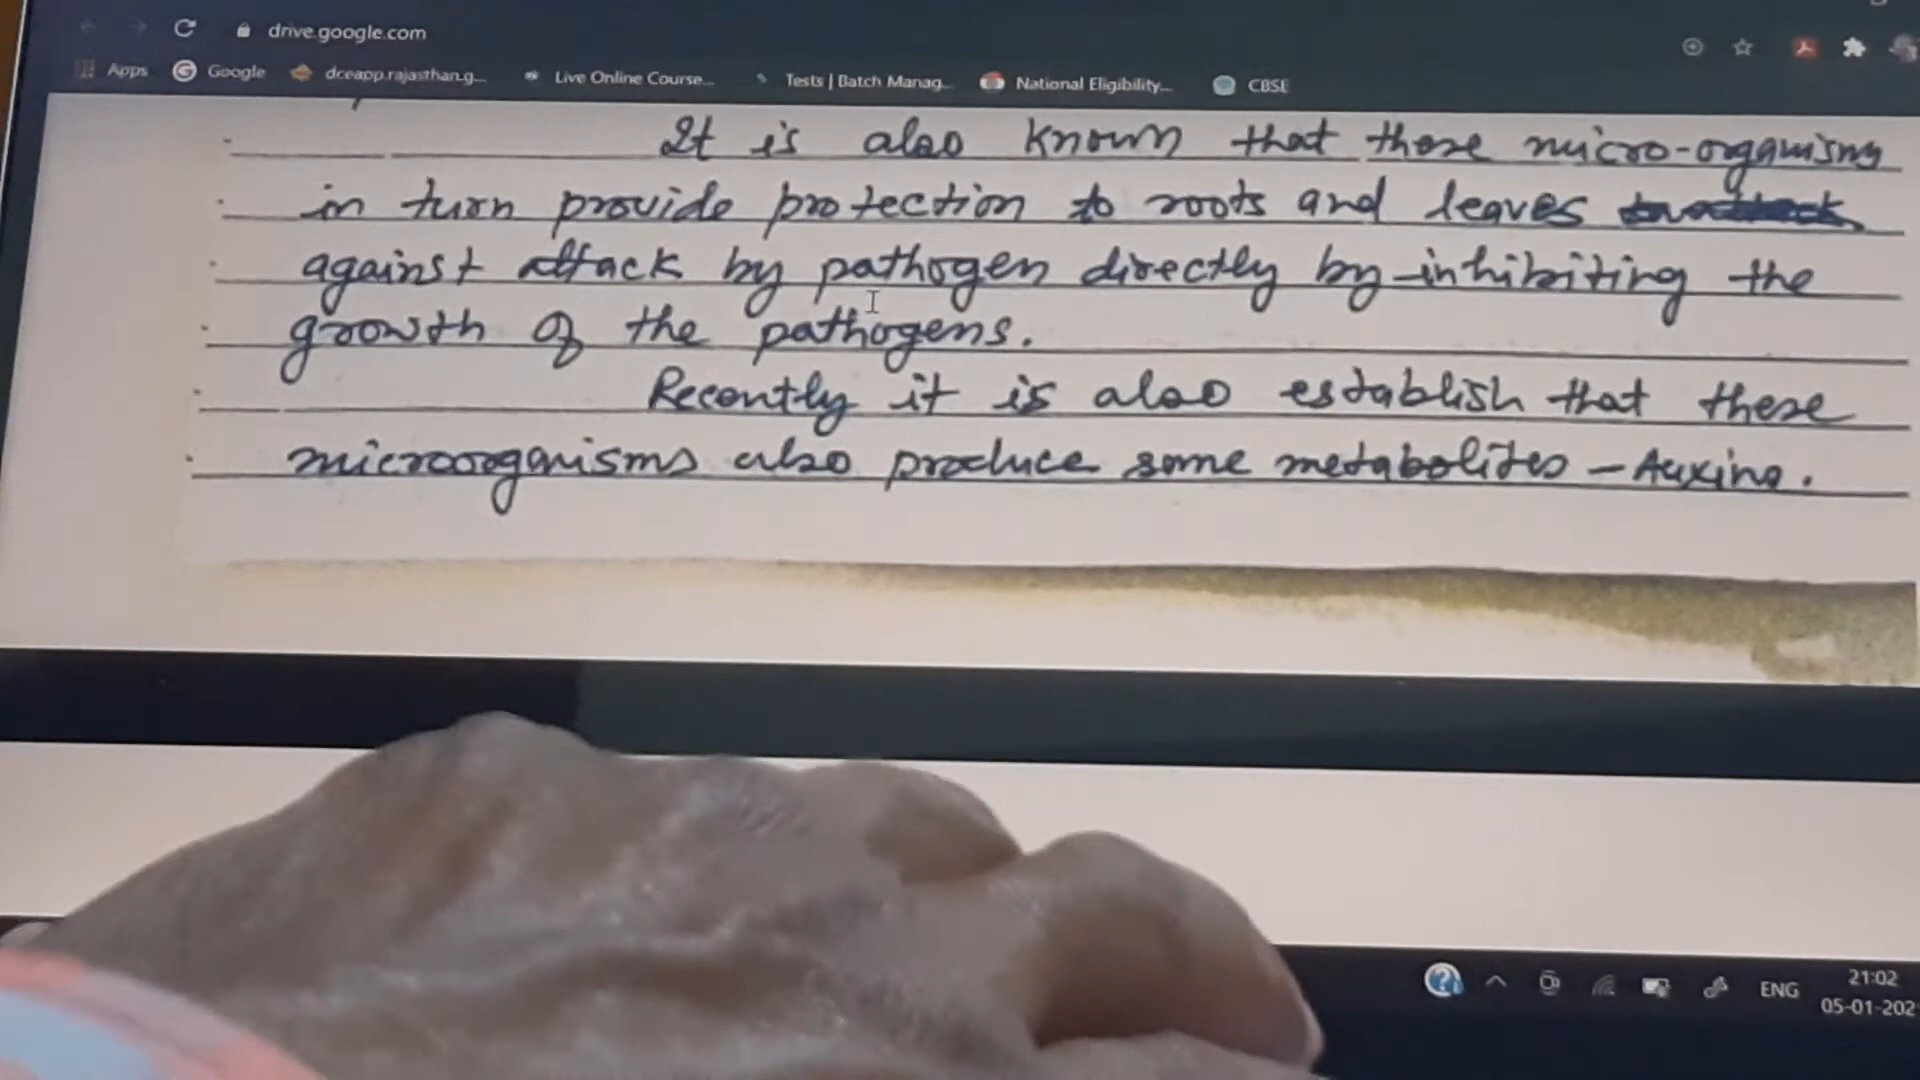 drive.google.com
Apps Google dceapp.rajasthan.g... Live Online Course... Tests | Batch Manag... National Eligibility... CBSE
It is also known that these micro-organisms
in turn provide protection to roots and leaves
against attack by pathogen directly by inhibiting the
growth of the pathogens.
Recently it is also establish that these
microorganisms also produce some metabolites - Auxins.
ENG
21:02
05-01-202